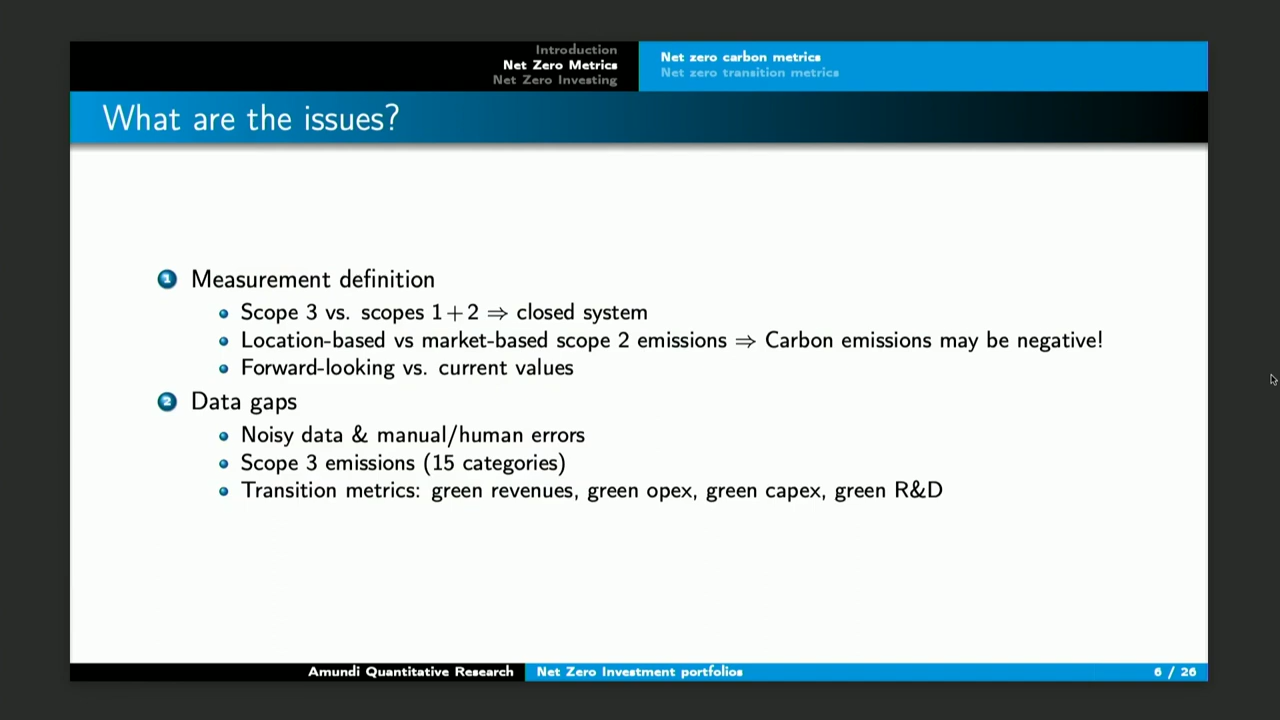 Introduction
Net Zero Metrics
Net Zero Investing
Net zero carbon metrics
Net zero transition metrics
What are the issues?
1 Measurement definition
Scope 3 vs. scopes 1 + 2 ⇒ closed system
Location-based vs market-based scope 2 emissions ⇒ Carbon emissions may be negative!
Forward-looking vs. current values
2 Data gaps
Noisy data & manual/human errors
Scope 3 emissions (15 categories)
Transition metrics: green revenues, green opex, green capex, green R&D
Amundi Quantitative Research
Net Zero Investment portfolios
6 / 26